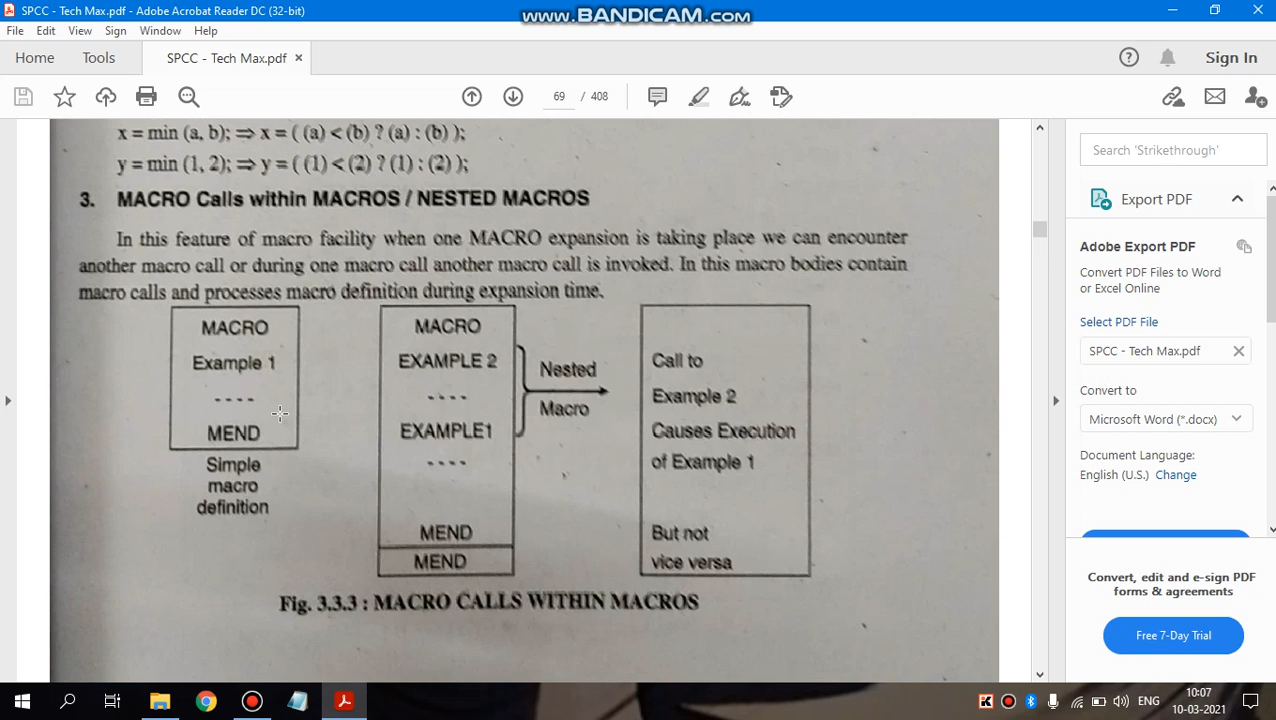 SPCC - Tech Max.pdf - Adobe Acrobat Reader DC (32-bit)
www.BANDICAM.com
File Edit View Sign Window Help
Home Tools SPCC - Tech Max.pdf × Sign In
69 / 408
x = min (a, b); ⇒ x = ( (a) < (b) ? (a) : (b) );
y = min (1, 2); ⇒ y = ( (1) < (2) ? (1) : (2) );
3. MACRO Calls within MACROS / NESTED MACROS
In this feature of macro facility when one MACRO expansion is taking place we can encounter
another macro call or during one macro call another macro call is invoked. In this macro bodies contain
macro calls and processes macro definition during expansion time.
MACRO
Example 1
- - - -
MEND
Simple
macro
definition
MACRO
EXAMPLE 2
- - - -
EXAMPLE1
- - - -
MEND
MEND
Nested
Macro
Call to
Example 2
Causes Execution
of Example 1
But not
vice versa
Fig. 3.3.3 : MACRO CALLS WITHIN MACROS
Search 'Strikethrough'
Export PDF
Adobe Export PDF
Convert PDF Files to Word
or Excel Online
Select PDF File
SPCC - Tech Max.pdf
Convert to
Microsoft Word (*.docx)
Document Language:
English (U.S.) Change
Convert, edit and e-sign PDF
forms & agreements
Free 7-Day Trial
ENG
10:07
10-03-2021